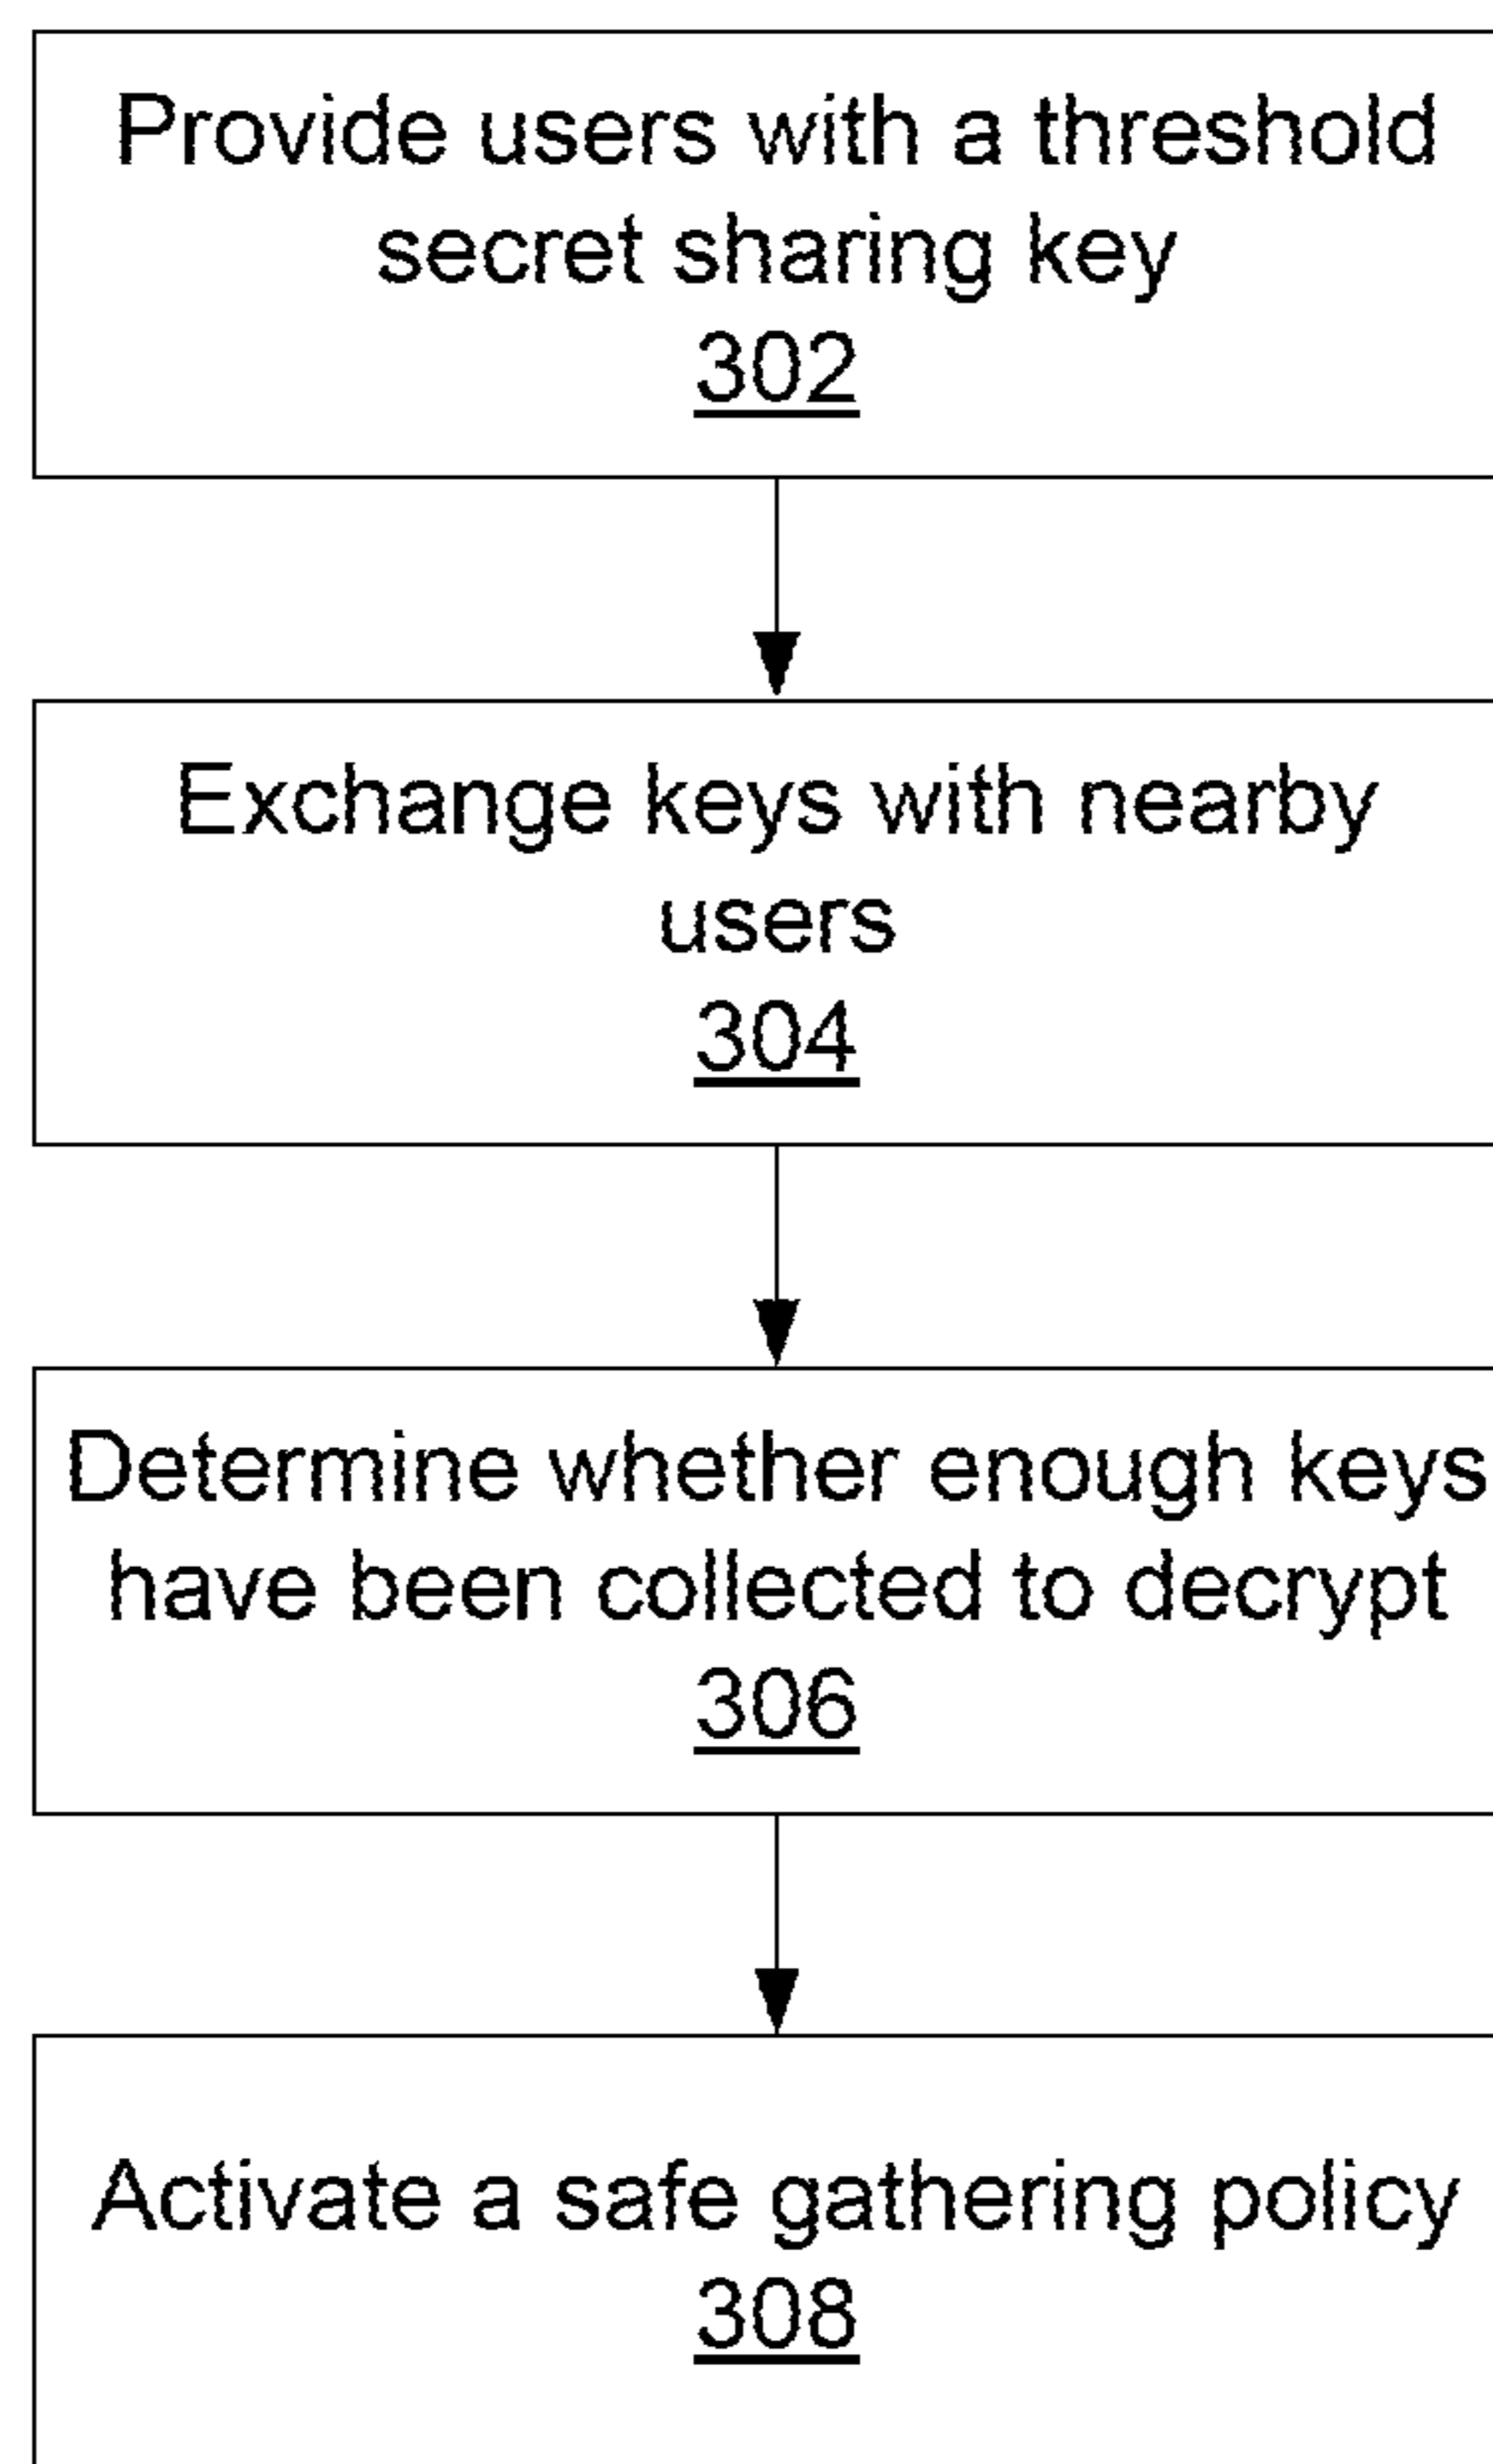 Provide users with a threshold
secret sharing key
302
Exchange keys with nearby
users
304
Determine whether enough keys
have been collected to decrypt
306
Activate a safe gathering policy
308